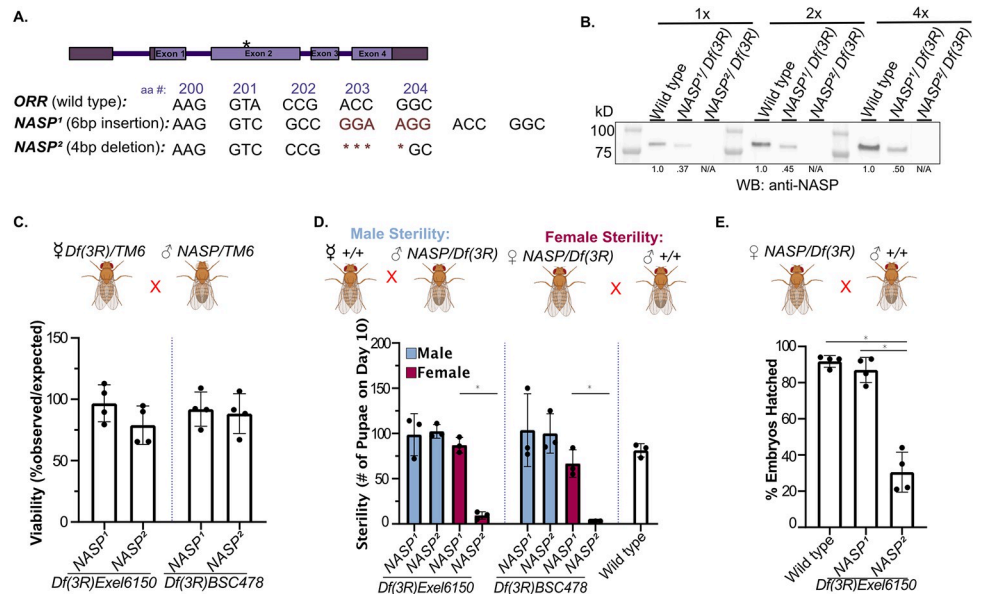 A.
Exon 1
*
Exon 2
Exon 3
Exon 4
aa #: 200 201 202 203 204
ORR (wild type): AAG GTA CCG ACC GGC
NASP¹ (6bp insertion): AAG GTC GCC GGA AGG ACC GGC
NASP² (4bp deletion): AAG GTC CCG * * * * GC
B.
1x 2x 4x
Wild type
NASP¹/ Df(3R)
NASP²/ Df(3R)
Wild type
NASP¹/ Df(3R)
NASP²/ Df(3R)
Wild type
NASP¹/ Df(3R)
NASP²/ Df(3R)
kD
100
75
1.0 .37 N/A 1.0 .45 N/A 1.0 .50 N/A
WB: anti-NASP
C.
☿ Df(3R)/TM6 ♂ NASP/TM6
X
Viability (%observed/expected)
150
100
50
0
NASP¹
NASP²
NASP¹
NASP²
Df(3R)Exel6150 Df(3R)BSC478
D.
Male Sterility:
☿ +/+ ♂ NASP/Df(3R)
X
Female Sterility:
♀ NASP/Df(3R) ♂ +/+
X
Sterility (# of Pupae on Day 10)
200
150
100
50
0
Male
Female
*
*
NASP¹
NASP²
NASP¹
NASP²
NASP¹
NASP²
NASP¹
NASP²
Wild type
Df(3R)Exel6150 Df(3R)BSC478
E.
♀ NASP/Df(3R) ♂ +/+
X
% Embryos Hatched
100
80
60
40
20
0
*
*
Wild type
NASP¹
NASP²
Df(3R)Exel6150